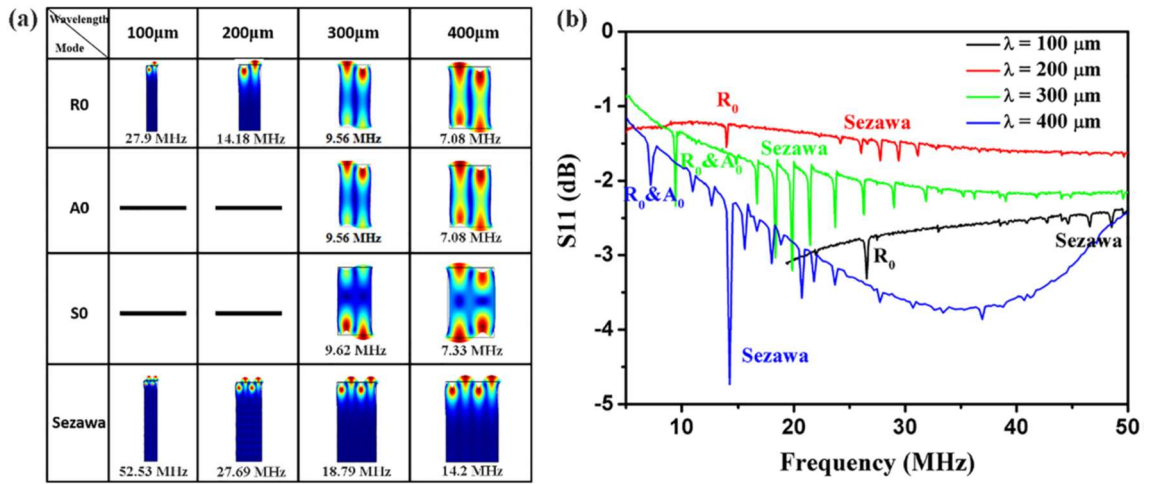 (a)
Wavelength
Mode
100μm 200μm 300μm 400μm
R0
27.9 MHz 14.18 MHz 9.56 MHz 7.08 MHz
A0
9.56 MHz 7.08 MHz
S0
9.62 MHz 7.33 MHz
Sezawa
52.53 MHz 27.69 MHz 18.79 MHz 14.2 MHz
(b)
0
-1
-2
-3
-4
-5
S11 (dB)
λ = 100 μm
λ = 200 μm
λ = 300 μm
λ = 400 μm
R₀
Sezawa
Sezawa
R₀&A₀
R₀&A₀
R₀
Sezawa
Sezawa
10 20 30 40 50
Frequency (MHz)